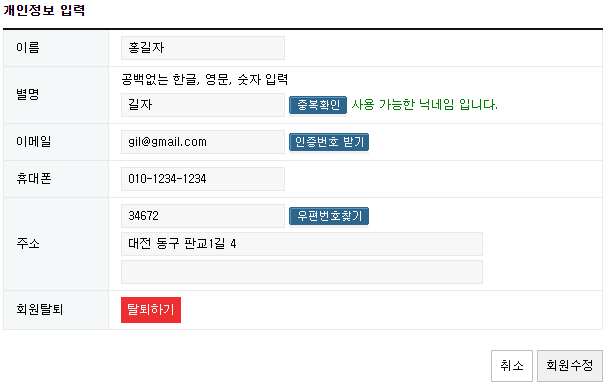 개인정보 입력
이름 홍길자
공백없는 한글, 영문, 숫자 입력
별명 길자 중복확인 사용 가능한 닉네임 입니다.
이메일 gil@gmail.com 인증번호 받기
휴대폰 010-1234-1234
34672 우편번호찾기
주소 대전 동구 판교1길 4
회원탈퇴 탈퇴하기
취소 회원수정